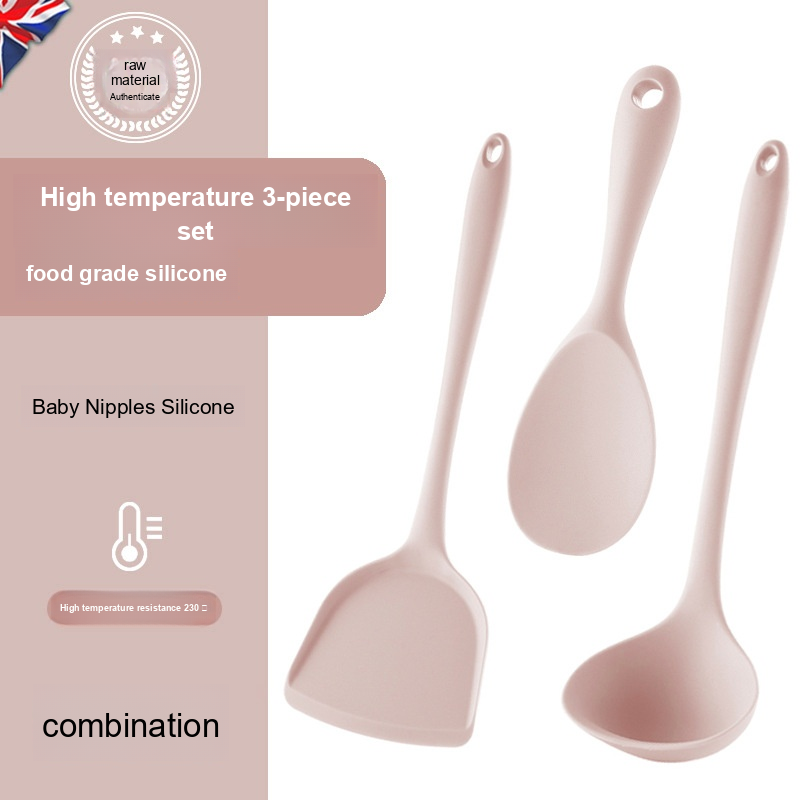 raw
material
Authenticate
High temperature 3-piece
set
food grade silicone
Baby Nipples Silicone
High temperature resistance 230 □
combination